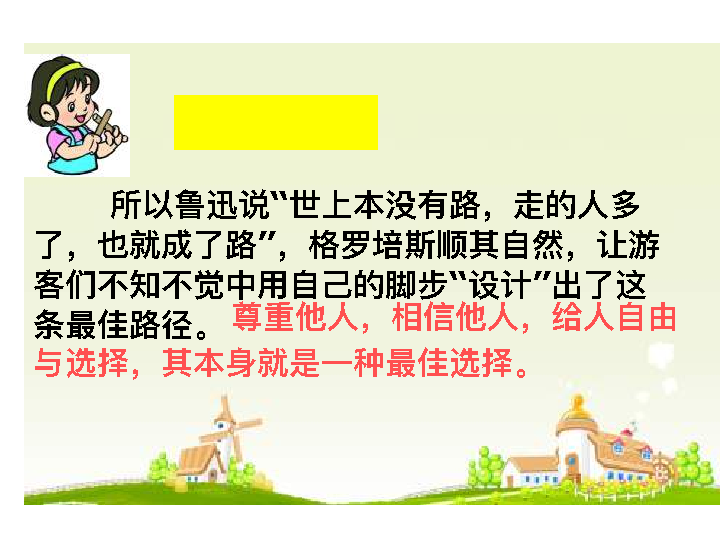 所以鲁迅说“世上本没有路，走的人多
了，也就成了路”，格罗培斯顺其自然，让游
客们不知不觉中用自己的脚步“设计”出了这
条最佳路径。尊重他人，相信他人，给人自由
与选择，其本身就是一种最佳选择。